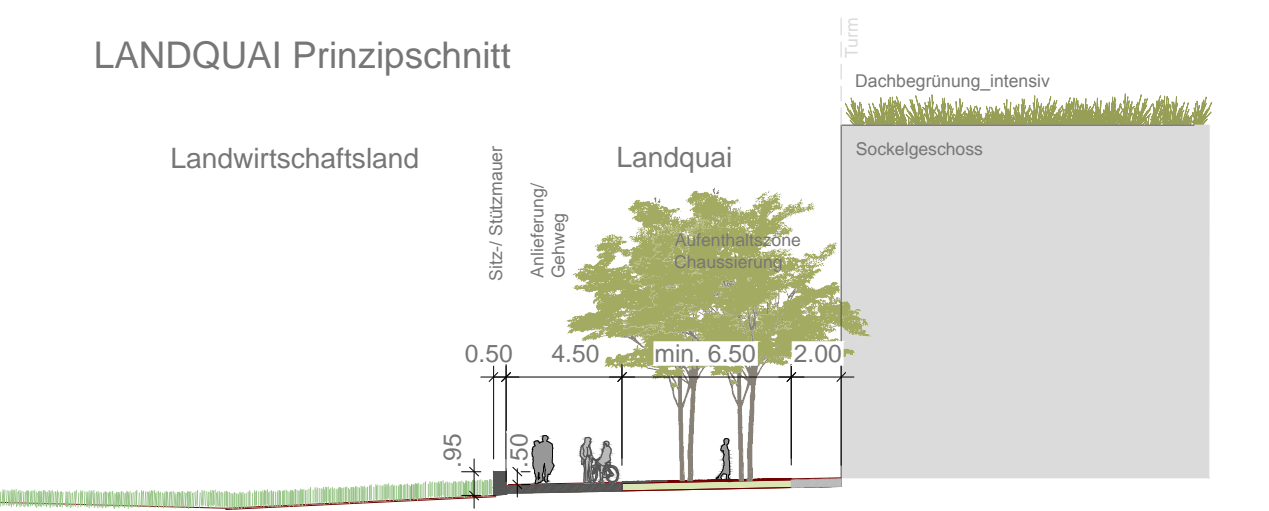 LANDQUAI Prinzipschnitt
Turm
Dachbegrünung_intensiv
Sockelgeschoss
Landwirtschaftsland
Sitz-/ Stützmauer
Anlieferung/
Gehweg
Landquai
Aufenthaltszone
Chaussierung
0.50
4.50
min. 6.50
2.00
.95
.50